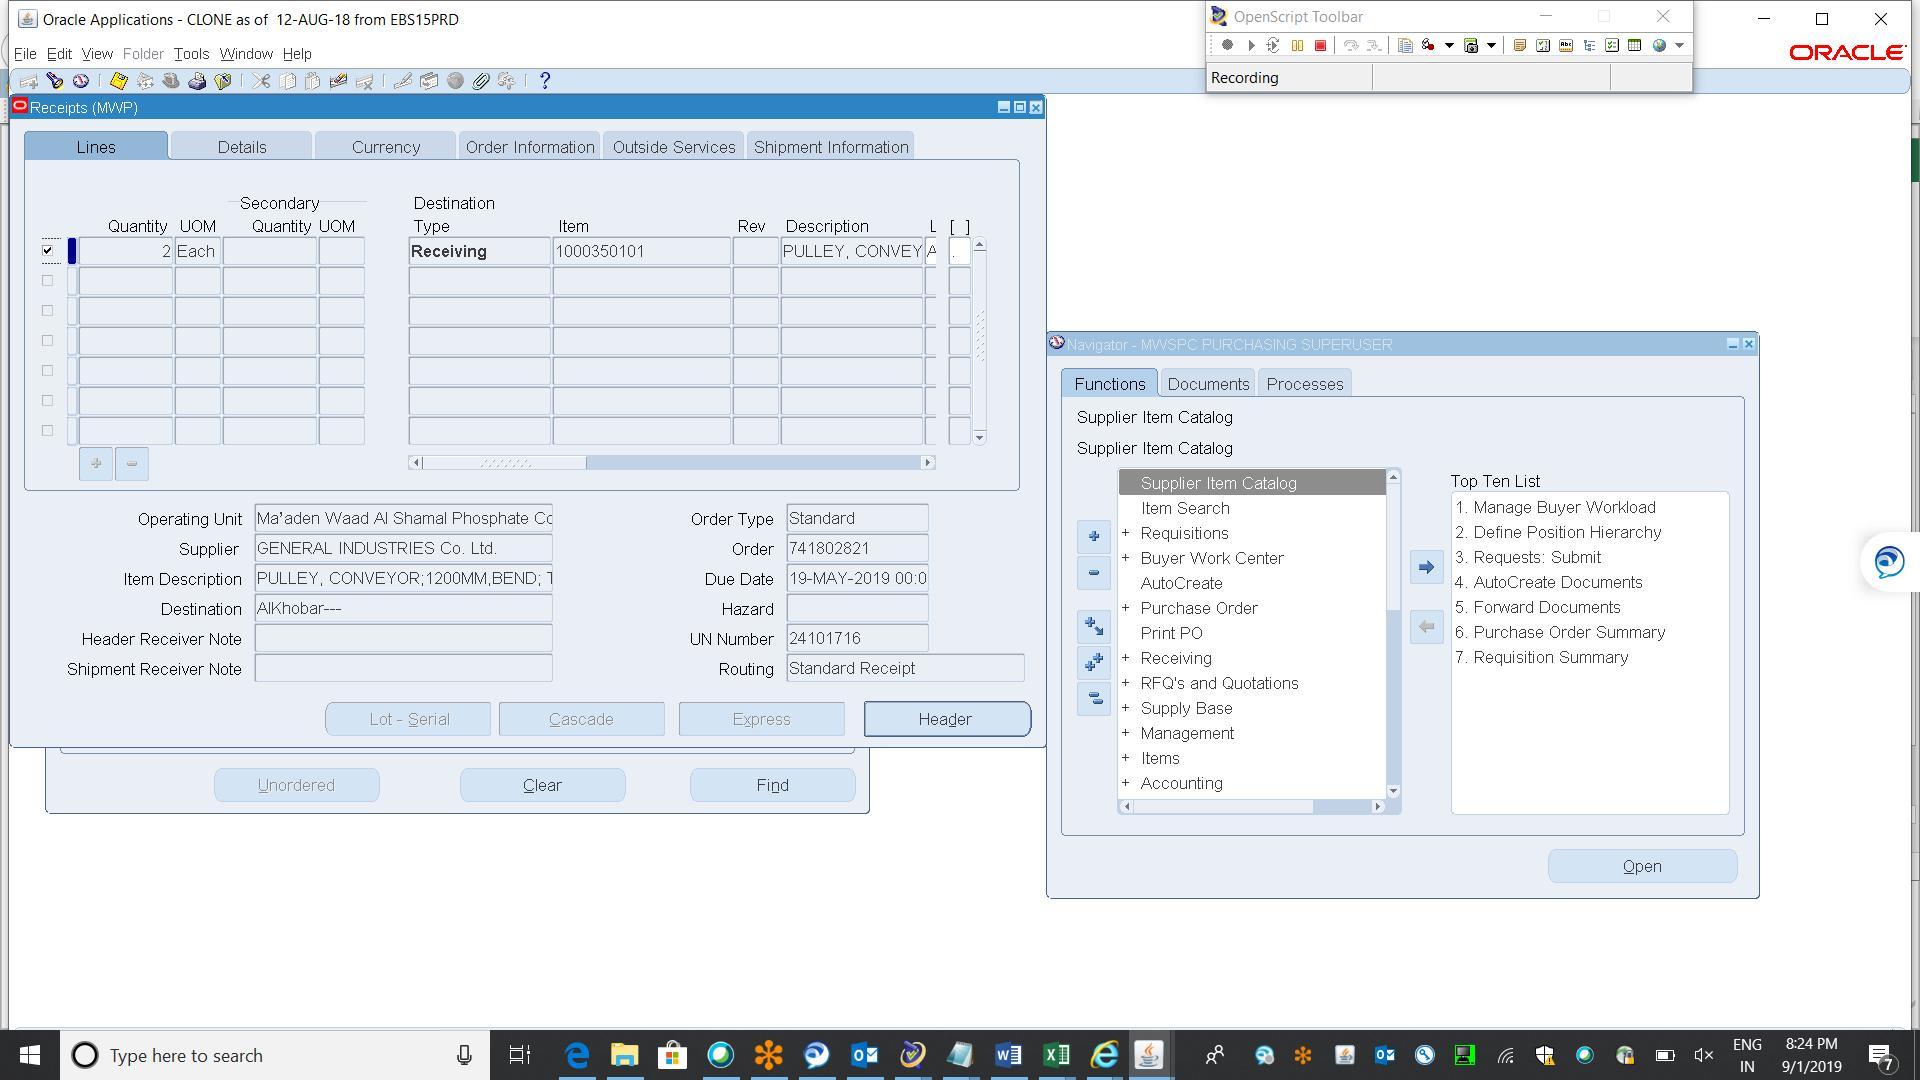 Oracle Applications - CLONE as of 12-AUG-18 from EBS15PRD
OpenScript Toolbar
File Edit View Folder Tools Window Help
ORACLE
Recording
Receipts (MWP)
Lines Details Currency Order Information Outside Services Shipment Information
Secondary Destination
Quantity UOM Quantity UOM Type Item Rev Description L [ ]
2 Each Receiving 1000350101 PULLEY, CONVEY A .
Operating Unit Ma'aden Waad Al Shamal Phosphate Co Order Type Standard
Supplier GENERAL INDUSTRIES Co. Ltd. Order 741802821
Item Description PULLEY, CONVEYOR;1200MM,BEND; T Due Date 19-MAY-2019 00:0
Destination AlKhobar--- Hazard
Header Receiver Note UN Number 24101716
Shipment Receiver Note Routing Standard Receipt
Lot - Serial Cascade Express Header
Unordered Clear Find
Navigator - MWSPC PURCHASING SUPERUSER
Functions Documents Processes
Supplier Item Catalog
Supplier Item Catalog
Supplier Item Catalog
Item Search
+ Requisitions
+ Buyer Work Center
AutoCreate
+ Purchase Order
Print PO
+ Receiving
+ RFQ's and Quotations
+ Supply Base
+ Management
+ Items
+ Accounting
Top Ten List
1. Manage Buyer Workload
2. Define Position Hierarchy
3. Requests: Submit
4. AutoCreate Documents
5. Forward Documents
6. Purchase Order Summary
7. Requisition Summary
Open
Type here to search
ENG
IN
8:24 PM
9/1/2019
7